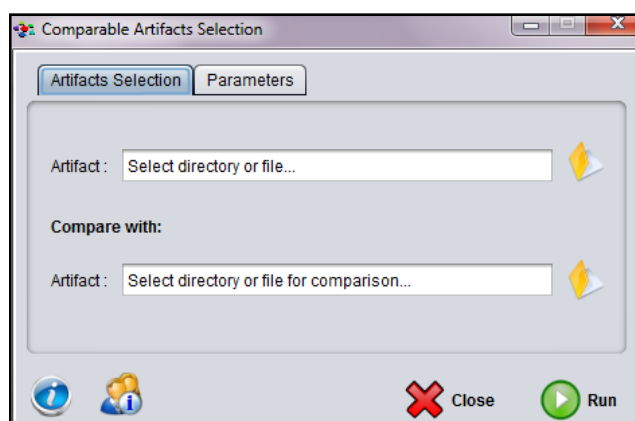 Comparable Artifacts Selection
Artifacts Selection Parameters
Artifact : Select directory or file...
Compare with:
Artifact : Select directory or file for comparison...
Close Run